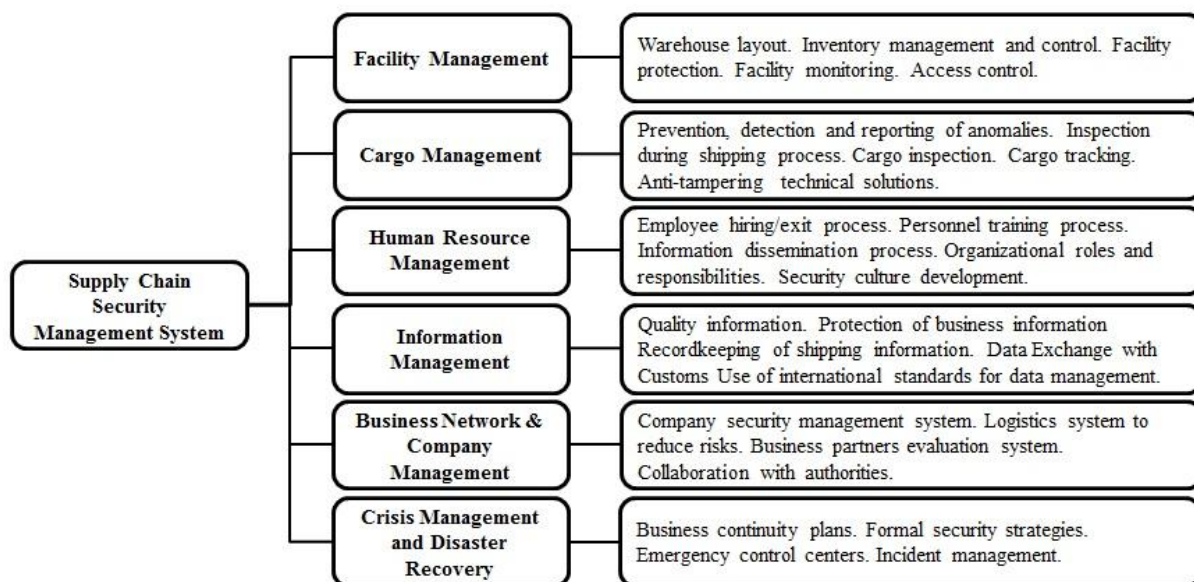 Supply Chain
Security
Management System
Facility Management
Warehouse layout. Inventory management and control. Facility
protection. Facility monitoring. Access control.
Cargo Management
Prevention, detection and reporting of anomalies. Inspection
during shipping process. Cargo inspection. Cargo tracking.
Anti-tampering technical solutions.
Human Resource
Management
Employee hiring/exit process. Personnel training process.
Information dissemination process. Organizational roles and
responsibilities. Security culture development.
Information
Management
Quality information. Protection of business information
Recordkeeping of shipping information. Data Exchange with
Customs Use of international standards for data management.
Business Network &
Company
Management
Company security management system. Logistics system to
reduce risks. Business partners evaluation system.
Collaboration with authorities.
Crisis Management
and Disaster
Recovery
Business continuity plans. Formal security strategies.
Emergency control centers. Incident management.